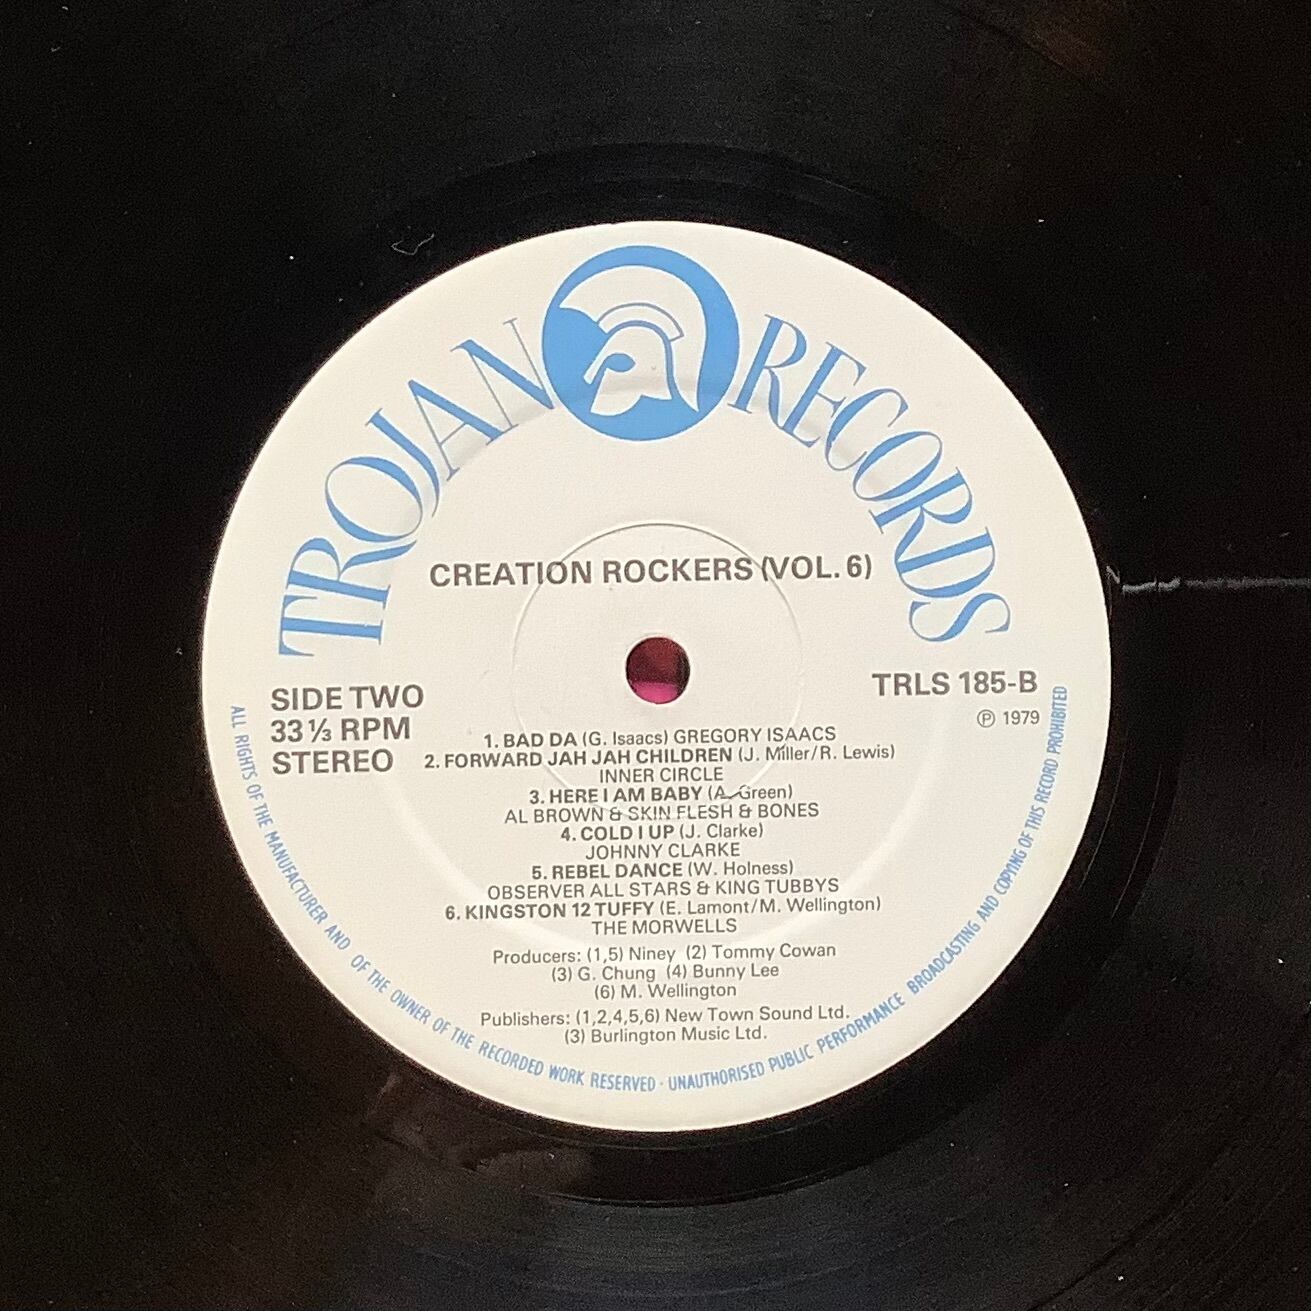 TROJAN RECORDS
CREATION ROCKERS (VOL. 6)
SIDE TWO
33 ⅓ RPM
STEREO
TRLS 185-B
℗ 1979
1. BAD DA (G. Isaacs) GREGORY ISAACS
2. FORWARD JAH JAH CHILDREN (J. Miller/R. Lewis)
INNER CIRCLE
3. HERE I AM BABY (A. Green)
AL BROWN & SKIN FLESH & BONES
4. COLD I UP (J. Clarke)
JOHNNY CLARKE
5. REBEL DANCE (W. Holness)
OBSERVER ALL STARS & KING TUBBYS
6. KINGSTON 12 TUFFY (E. Lamont/M. Wellington)
THE MORWELLS
Producers: (1,5) Niney (2) Tommy Cowan
(3) G. Chung (4) Bunny Lee
(6) M. Wellington
Publishers: (1,2,4,5,6) New Town Sound Ltd.
(3) Burlington Music Ltd.
ALL RIGHTS OF THE MANUFACTURER AND OF THE OWNER OF THE RECORDED WORK RESERVED · UNAUTHORISED PUBLIC PERFORMANCE BROADCASTING AND COPYING OF THIS RECORD PROHIBITED